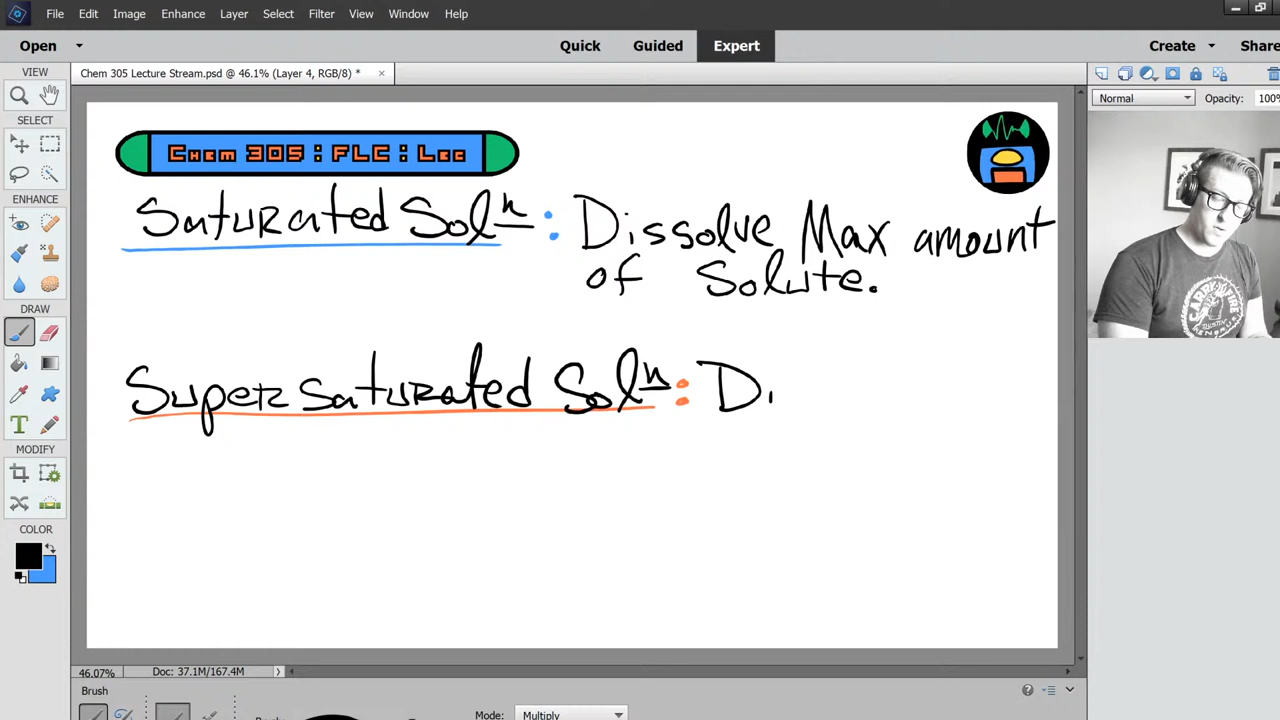 File Edit Image Enhance Layer Select Filter View Window Help
Open Quick Guided Expert Create Share
VIEW
Chem 305 Lecture Stream.psd @ 46.1% (Layer 4, RGB/8) * ×
Normal Opacity: 100%
SELECT
ENHANCE
DRAW
MODIFY
COLOR
Chem 305 : FLC : Lec
Saturated Solⁿ : Dissolve Max amount
of Solute.
Super saturated Solⁿ : Di
46.07% Doc: 37.1M/167.4M
Brush
Mode: Multiply